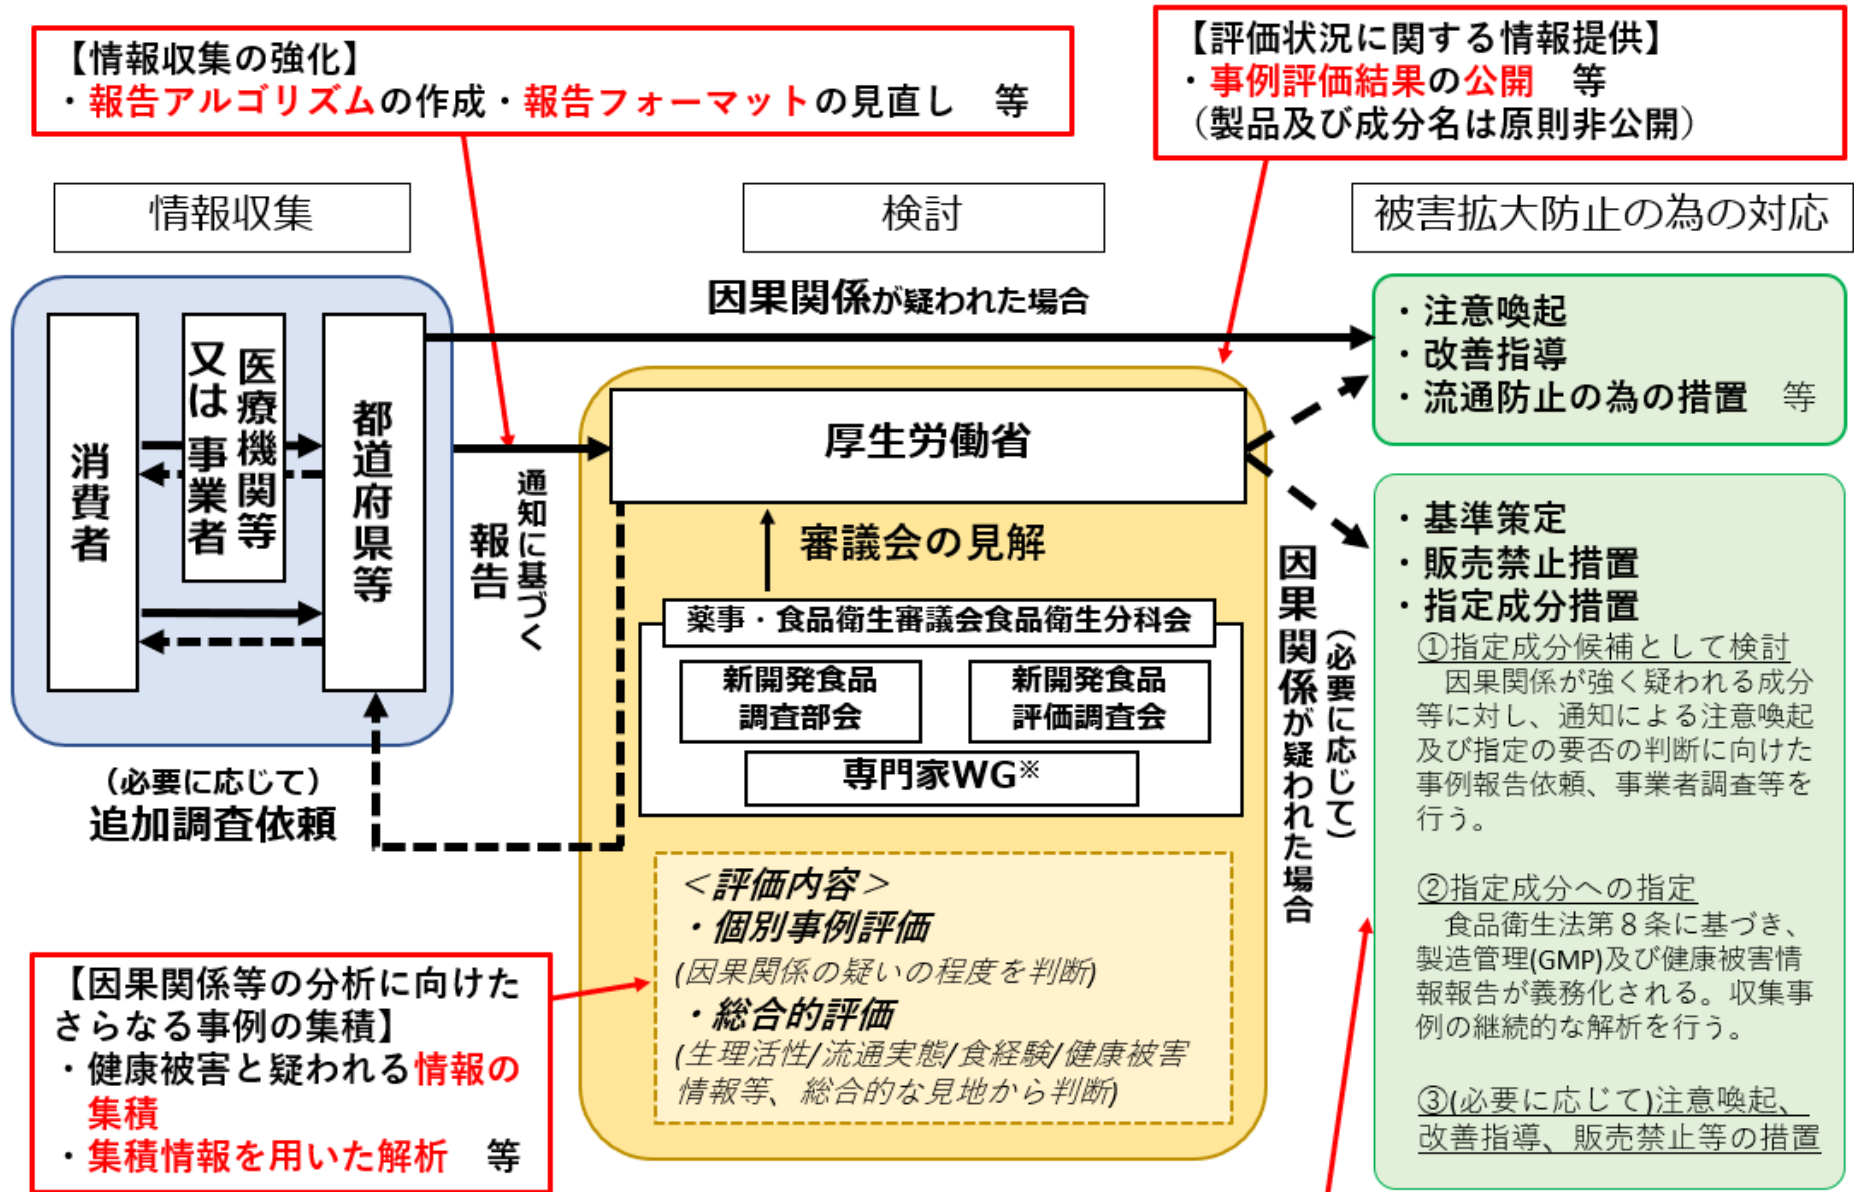 【情報収集の強化】
・報告アルゴリズムの作成・報告フォーマットの見直し　等
【評価状況に関する情報提供】
・事例評価結果の公開　等
（製品及び成分名は原則非公開）
情報収集
検討
被害拡大防止の為の対応
消費者
医療機関等
又は事業者
都道府県等
因果関係が疑われた場合
通知に基づく
報告
厚生労働省
審議会の見解
薬事・食品衛生審議会食品衛生分科会
新開発食品
調査部会
新開発食品
評価調査会
専門家WG※
（必要に応じて）
追加調査依頼
＜評価内容＞
・個別事例評価
(因果関係の疑いの程度を判断)
・総合的評価
(生理活性/流通実態/食経験/健康被害
情報等、総合的な見地から判断)
（必要に応じて）
因果関係が疑われた場合
・注意喚起
・改善指導
・流通防止の為の措置　等
・基準策定
・販売禁止措置
・指定成分措置
①指定成分候補として検討
因果関係が強く疑われる成分
等に対し、通知による注意喚起
及び指定の要否の判断に向けた
事例報告依頼、事業者調査等を
行う。
②指定成分への指定
食品衛生法第８条に基づき、
製造管理(GMP)及び健康被害情
報報告が義務化される。収集事
例の継続的な解析を行う。
③(必要に応じて)注意喚起、
改善指導、販売禁止等の措置
【因果関係等の分析に向けた
さらなる事例の集積】
・健康被害と疑われる情報の
集積
・集積情報を用いた解析　等